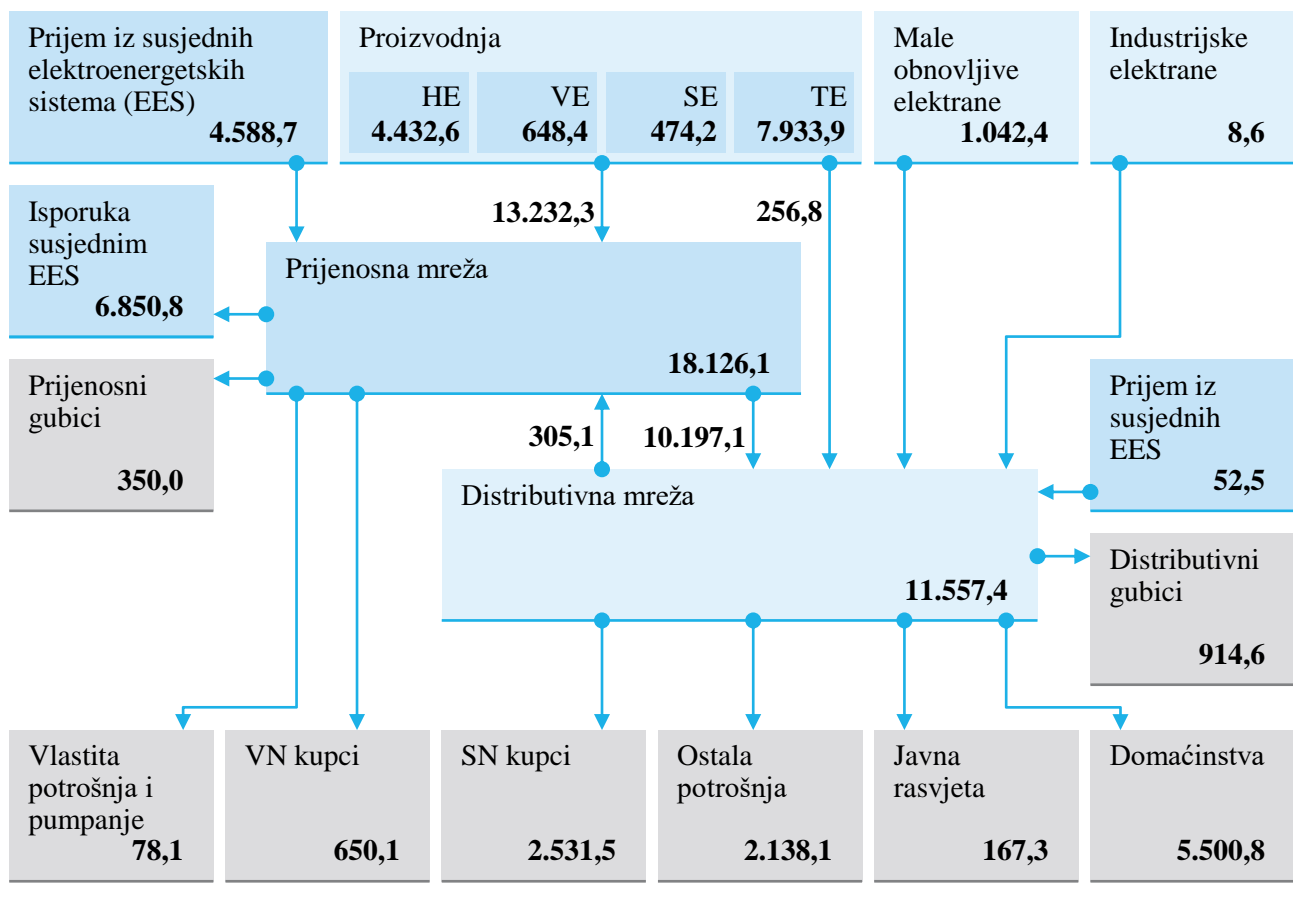 Prijem iz susjednih
elektroenergetskih
sistema (EES)
4.588,7
Proizvodnja
HE
4.432,6
VE
648,4
SE
474,2
TE
7.933,9
Male
obnovljive
elektrane
1.042,4
Industrijske
elektrane
8,6
Isporuka
susjednim
EES
6.850,8
13.232,3
256,8
Prijenosna mreža
18.126,1
Prijenosni
gubici
350,0
305,1
10.197,1
Prijem iz
susjednih
EES
52,5
Distributivna mreža
11.557,4
Distributivni
gubici
914,6
Vlastita
potrošnja i
pumpanje
78,1
VN kupci
650,1
SN kupci
2.531,5
Ostala
potrošnja
2.138,1
Javna
rasvjeta
167,3
Domaćinstva
5.500,8